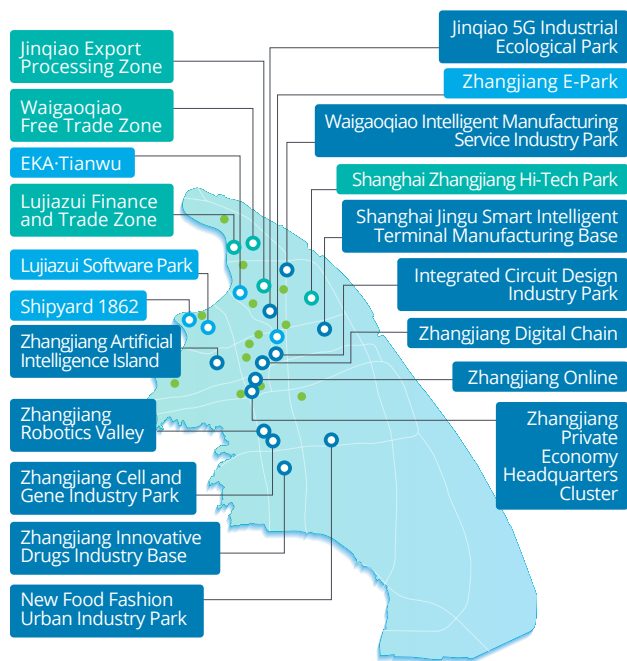 Jinqiao Export
Processing Zone
Waigaoqiao
Free Trade Zone
EKA·Tianwu
Lujiazui Finance
and Trade Zone
Lujiazui Software Park
Shipyard 1862
Zhangjiang Artificial
Intelligence Island
Zhangjiang
Robotics Valley
Zhangjiang Cell and
Gene Industry Park
Zhangjiang Innovative
Drugs Industry Base
New Food Fashion
Urban Industry Park
Jinqiao 5G Industrial
Ecological Park
Zhangjiang E-Park
Waigaoqiao Intelligent Manufacturing
Service Industry Park
Shanghai Zhangjiang Hi-Tech Park
Shanghai Jingu Smart Intelligent
Terminal Manufacturing Base
Integrated Circuit Design
Industry Park
Zhangjiang Digital Chain
Zhangjiang Online
Zhangjiang
Private
Economy
Headquarters
Cluster